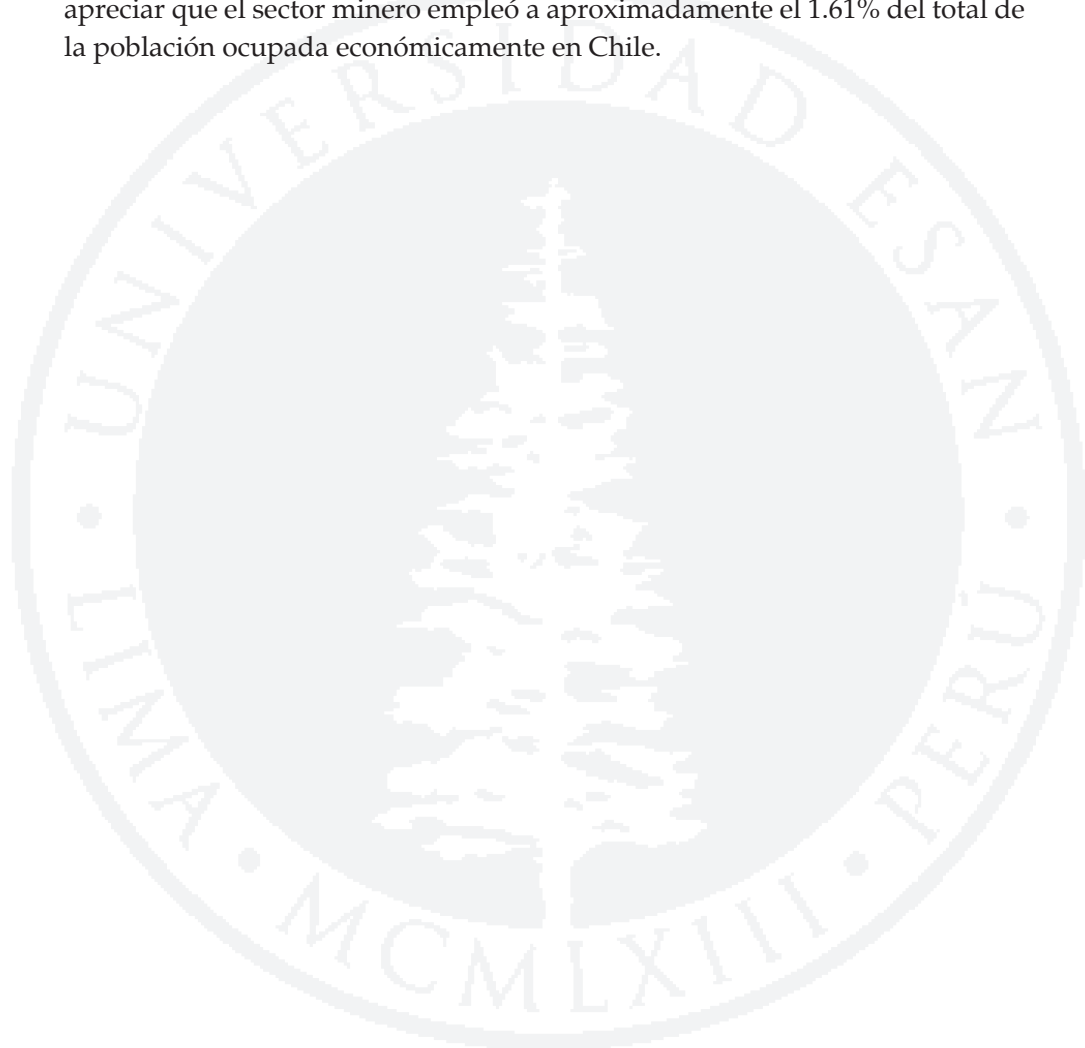 apreciar que el sector minero empleó a aproximadamente el 1.61% del total de
la población ocupada económicamente en Chile.
UNIVERSIDAD ESAN
• LIMA • MCMLXIII • PERÚ •